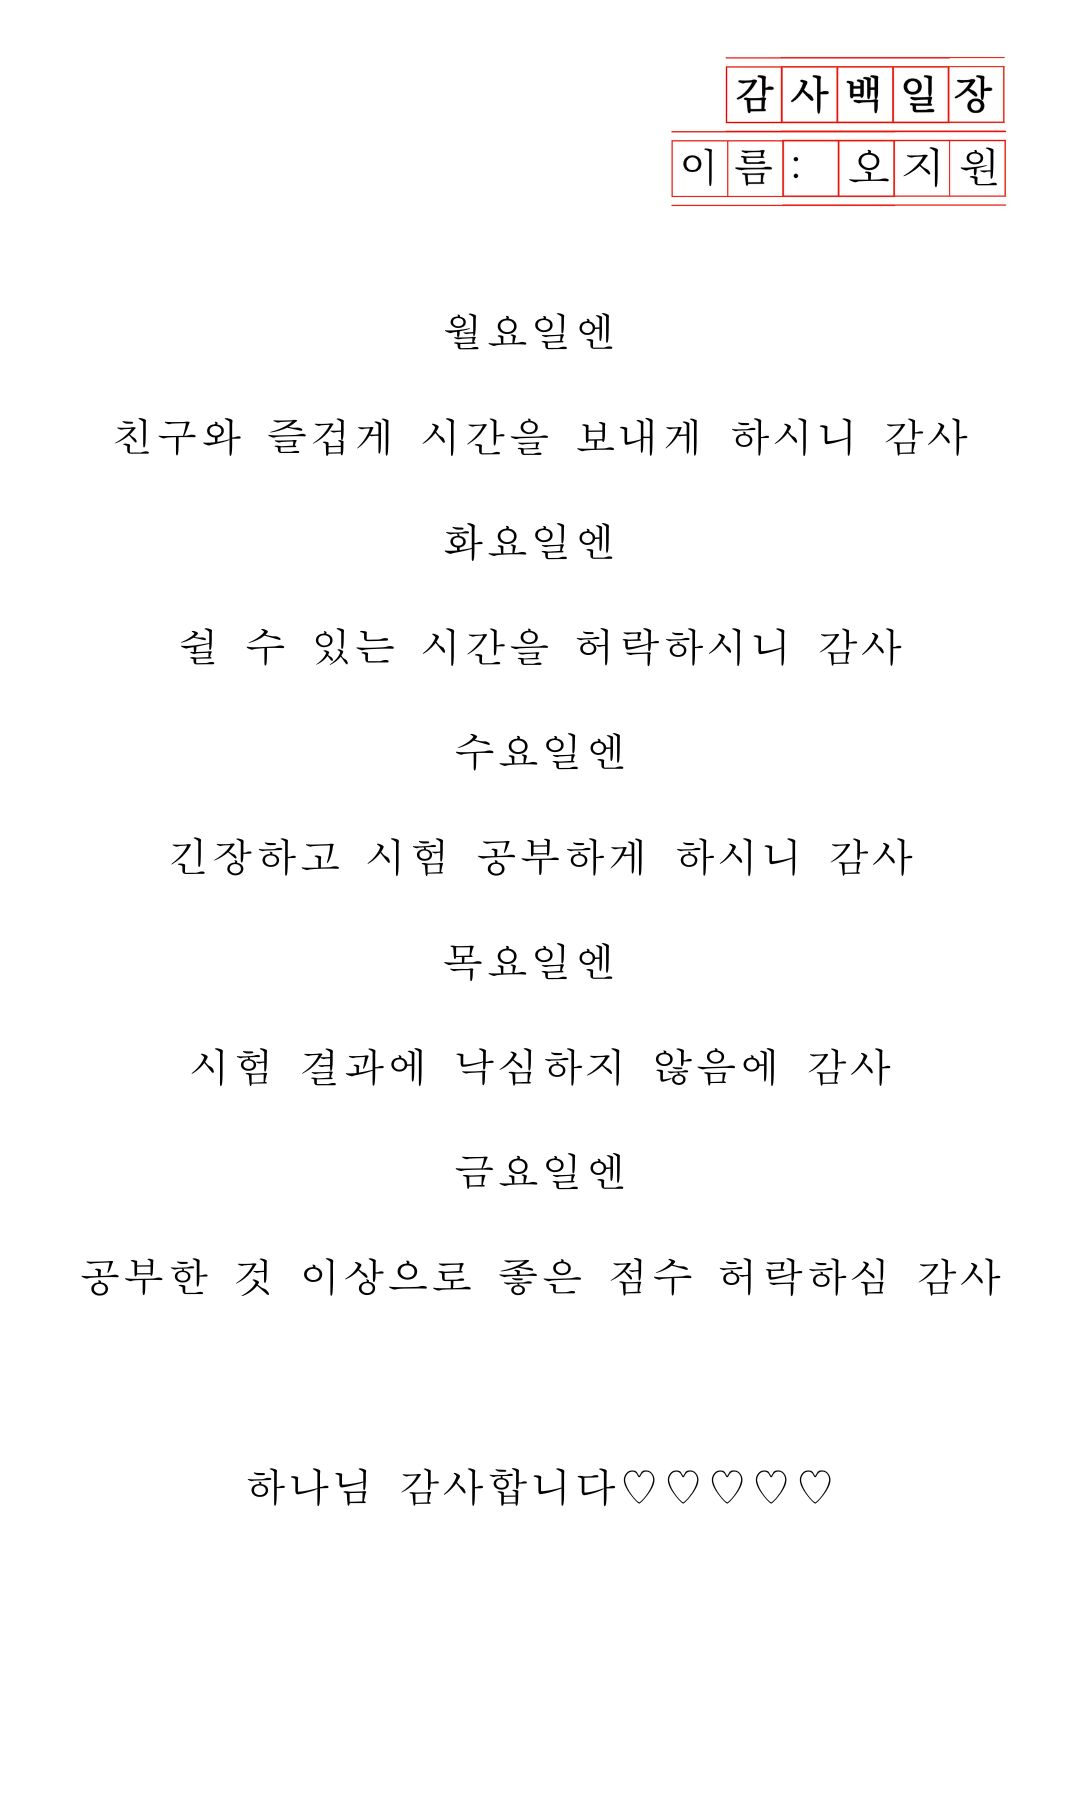 감사백일장
이름: 오지원
월요일엔
친구와 즐겁게 시간을 보내게 하시니 감사
화요일엔
쉴 수 있는 시간을 허락하시니 감사
수요일엔
긴장하고 시험 공부하게 하시니 감사
목요일엔
시험 결과에 낙심하지 않음에 감사
금요일엔
공부한 것 이상으로 좋은 점수 허락하심 감사
하나님 감사합니다♡♡♡♡♡